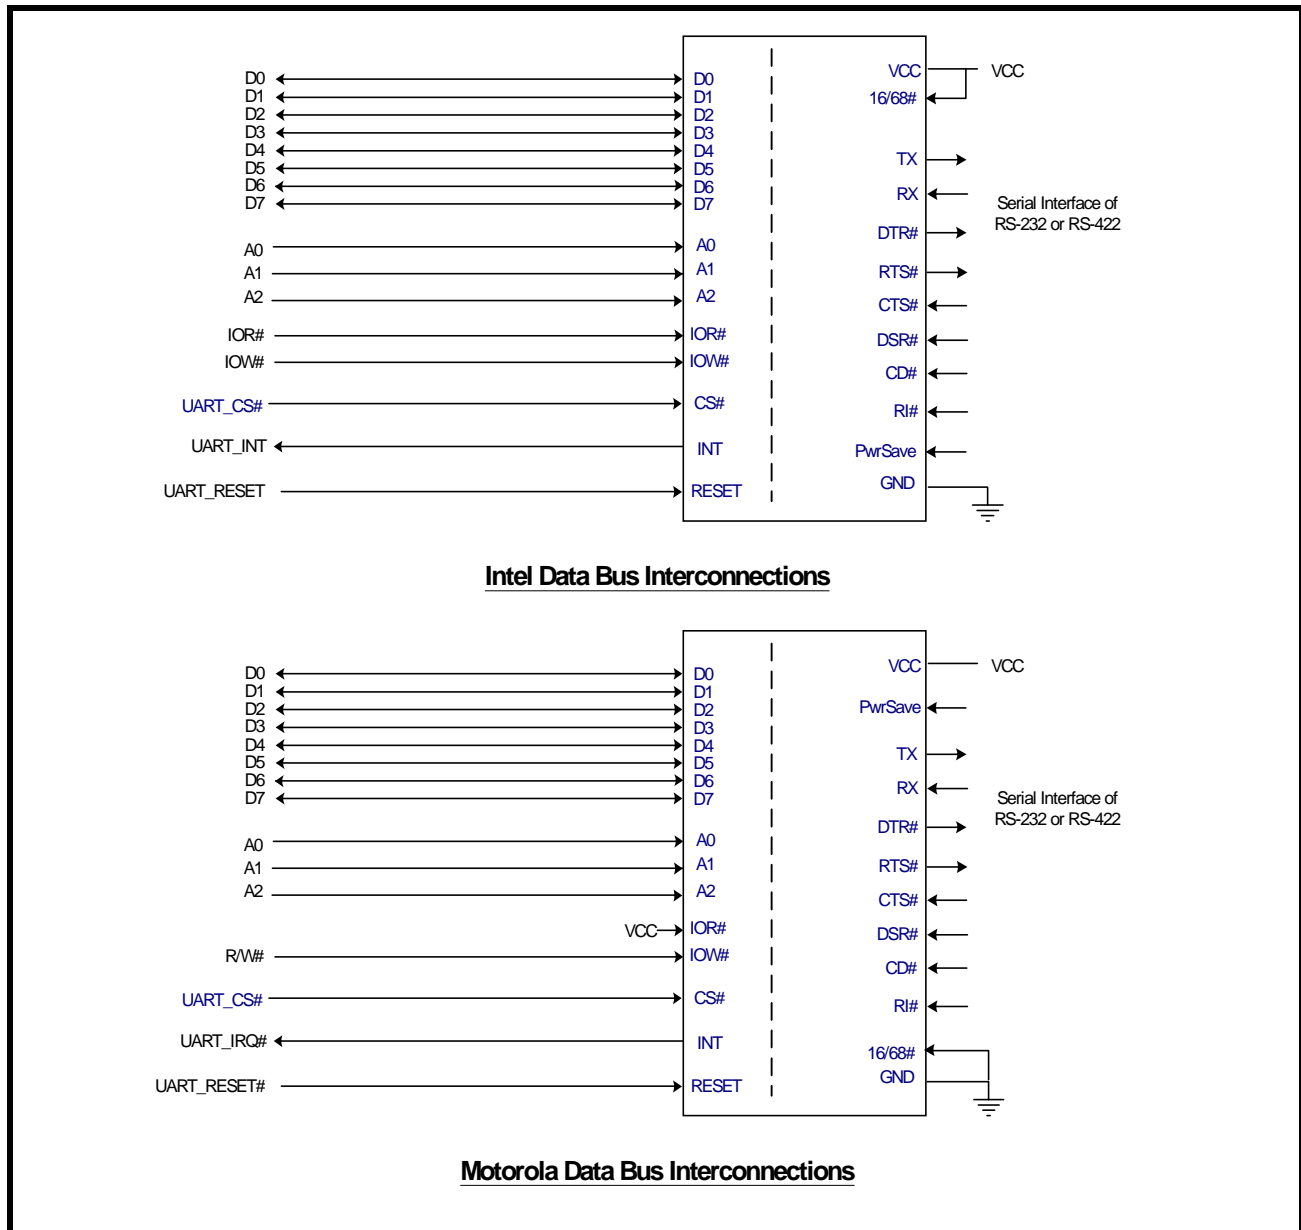 D0 D0 VCC VCC
D1 D1 16/68#
D2 D2
D3 D3
D4 D4 TX
D5 D5
D6 D6 RX
D7 D7 Serial Interface of
RS-232 or RS-422
DTR#
A0 A0
A1 A1 RTS#
A2 A2 CTS#
IOR# IOR# DSR#
IOW# IOW# CD#
UART_CS# CS# RI#
UART_INT INT PwrSave
UART_RESET RESET GND
Intel Data Bus Interconnections
D0 D0 VCC VCC
D1 D1
D2 D2 PwrSave
D3 D3
D4 D4 TX
D5 D5
D6 D6 RX
D7 D7 Serial Interface of
RS-232 or RS-422
DTR#
A0 A0
A1 A1 RTS#
A2 A2 CTS#
VCC IOR# DSR#
R/W# IOW# CD#
UART_CS# CS# RI#
UART_IRQ# INT 16/68#
UART_RESET# RESET GND
Motorola Data Bus Interconnections